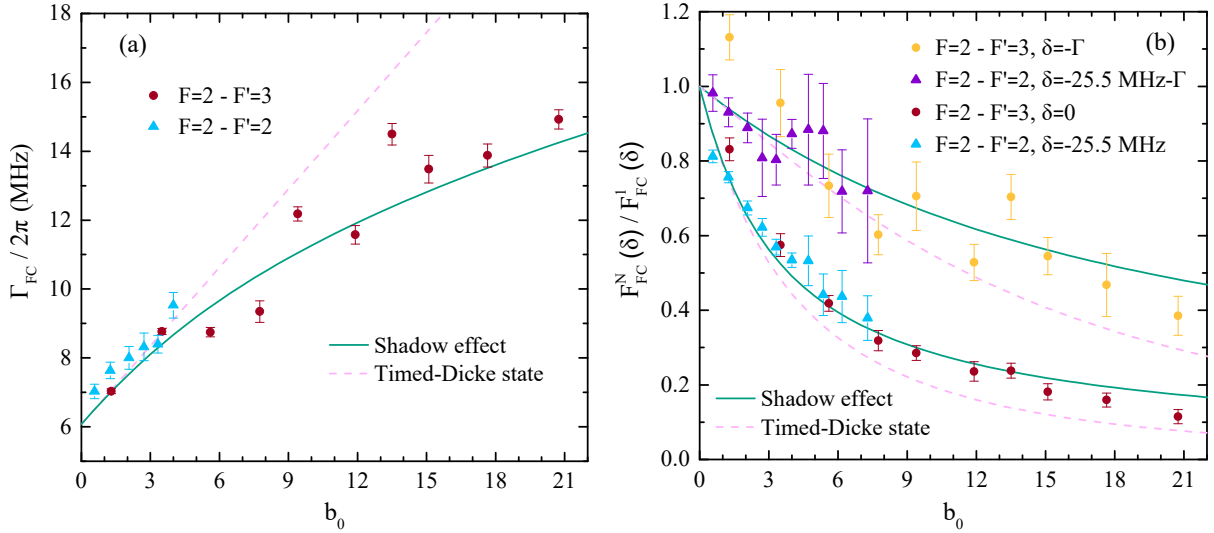 (a)
F=2 - F'=3
F=2 - F'=2
Shadow effect
Timed-Dicke state
Γ_FC / 2π (MHz)
18
16
14
12
10
8
6
0 3 6 9 12 15 18 21
b_0
(b)
F=2 - F'=3, δ=-Γ
F=2 - F'=2, δ=-25.5 MHz-Γ
F=2 - F'=3, δ=0
F=2 - F'=2, δ=-25.5 MHz
Shadow effect
Timed-Dicke state
F^N_FC (δ) / F^1_FC (δ)
1.0
0.8
0.6
0.4
0.2
0.0
0 3 6 9 12 15 18 21
b_0